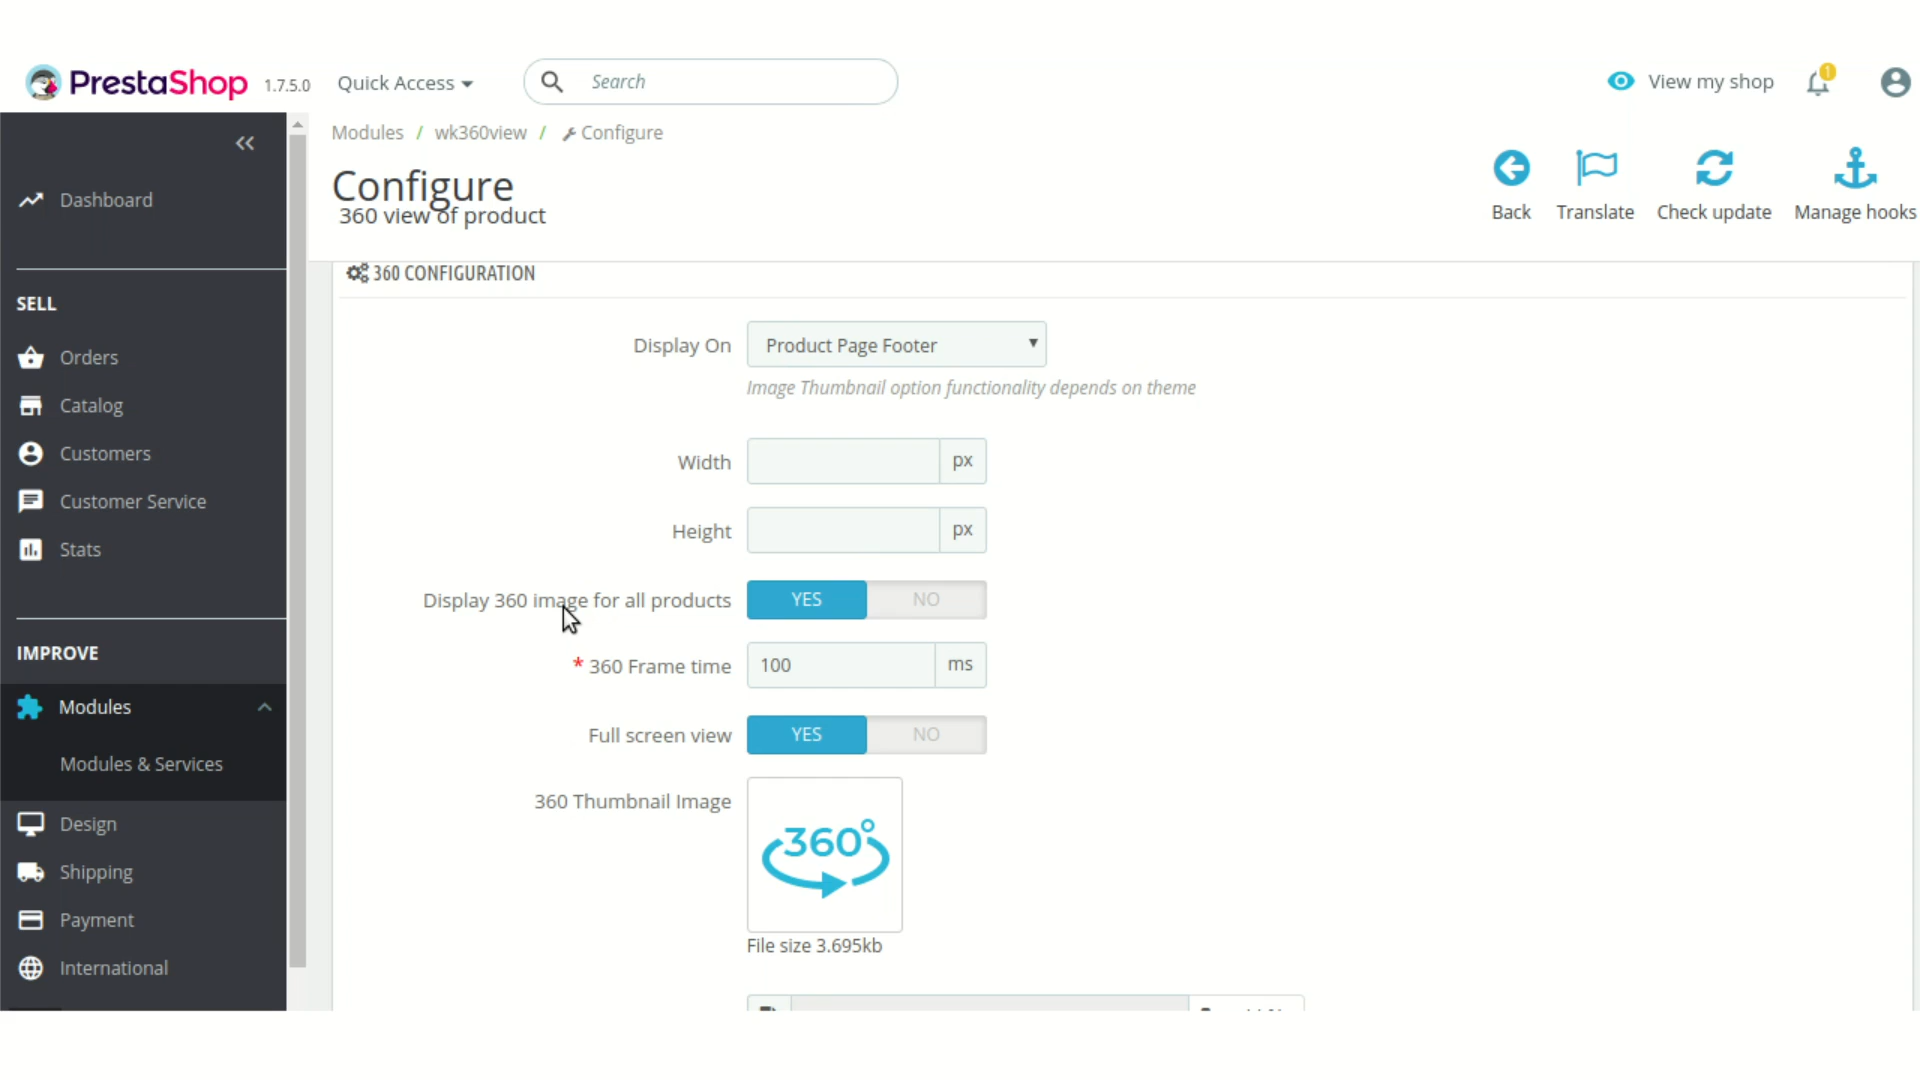 PrestaShop 1.7.5.0 Quick Access Search View my shop 1
Modules / wk360view / Configure
Configure
360 view of product
Back Translate Check update Manage hooks
Dashboard
SELL
Orders
Catalog
Customers
Customer Service
Stats
IMPROVE
Modules
Modules & Services
Design
Shipping
Payment
International
360 CONFIGURATION
Display On Product Page Footer
Image Thumbnail option functionality depends on theme
Width px
Height px
Display 360 image for all products YES NO
* 360 Frame time 100 ms
Full screen view YES NO
360 Thumbnail Image
360°
File size 3.695kb